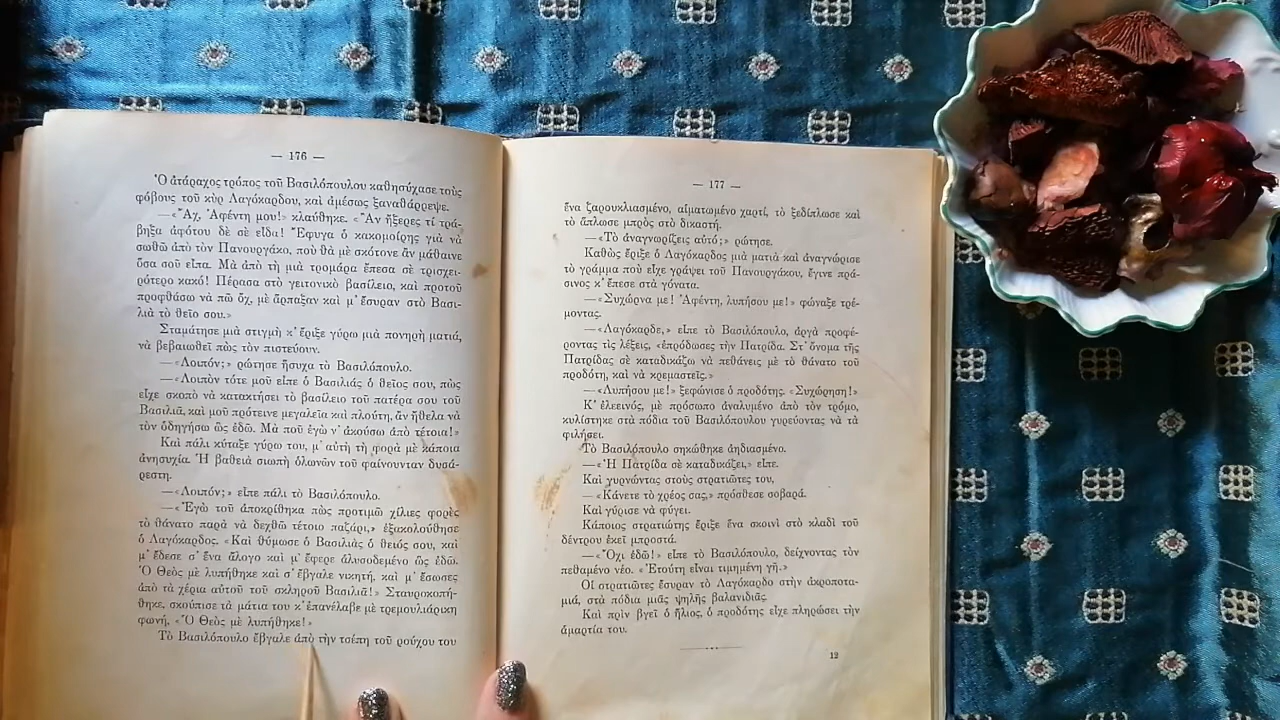 — 176 —
Ὁ ἀτάραχος τρόπος τοῦ Βασιλόπουλου καθησύχασε τοὺς
φόβους τοῦ κὺρ Λαγόκαρδου, καὶ ἀμέσως ξαναθάρρεψε.
—«Ἄχ, Ἀφέντη μου!» κλαύθηκε. «Ἂν ἤξερες τί τρά-
βηξα ἀφότου δὲ σὲ εἶδα! Ἔφυγα ὁ κακομοίρης γιὰ νὰ
σωθῶ ἀπὸ τὸν Πανουργάκο, ποὺ θὰ μὲ σκότονε ἂν μάθαινε
ὅσα σοῦ εἶπα. Μὰ ἀπὸ τὴ μιὰ τρομάρα ἔπεσα σὲ τρισχει-
ρότερο κακό! Πέρασα στὸ γειτονικὸ βασίλειο, καὶ προτοῦ
προφθάσω νὰ πῶ ὄχ, μὲ ἅρπαξαν καὶ μ' ἔσυραν στὸ Βασι-
λιὰ τὸ θεῖο σου.»
Σταμάτησε μιὰ στιγμὴ κ' ἔριξε γύρω μιὰ πονηρὴ ματιά,
νὰ βεβαιωθεῖ πὼς τὸν πιστεύουν.
—«Λοιπόν;» ρώτησε ἥσυχα τὸ Βασιλόπουλο.
—«Λοιπὸν τότε μοῦ εἶπε ὁ Βασιλιάς ὁ θεῖος σου, πὼς
εἶχε σκοπὸ νὰ κατακτήσει τὸ βασίλειο τοῦ πατέρα σου τοῦ
Βασιλιᾶ, καὶ μοῦ πρότεινε μεγαλεῖα καὶ πλούτη, ἂν ἤθελα νὰ
τὸν ὁδηγήσω ὣς ἐδῶ. Μὰ ποῦ ἐγὼ ν' ἀκούσω ἀπὸ τέτοια!»
Καὶ πάλι κύταξε γύρω του, μ' αὐτὴ τὴ φορὰ μὲ κάποια
ἀνησυχία. Ἡ βαθειὰ σιωπὴ ὁλωνῶν τοῦ φαίνουνταν δυσά-
ρεστη.
—«Λοιπόν;» εἶπε πάλι τὸ Βασιλόπουλο.
—«Ἐγὼ τοῦ ἀποκρίθηκα πὼς προτιμῶ χίλιες φορὲς
τὸ θάνατο παρὰ νὰ δεχθῶ τέτοιο παζάρι,» ἐξακολούθησε
ὁ Λαγόκαρδος. «Καὶ θύμωσε ὁ Βασιλιὰς ὁ θειός σου, καὶ
μ' ἔδεσε σ' ἕνα ἄλογο καὶ μ' ἔφερε ἁλυσοδεμένο ὣς ἐδῶ.
Ὁ Θεὸς μὲ λυπήθηκε καὶ σ' ἔβγαλε νικητή, καὶ μ' ἔσωσες
ἀπὸ τὰ χέρια αὐτοῦ τοῦ σκληροῦ Βασιλιᾶ!» Σταυροκοπή-
θηκε, σκούπισε τὰ μάτια του κ' ἐπανέλαβε μὲ τρεμουλιάρικη
φωνή, «Ὁ Θεὸς μὲ λυπήθηκε!»
Τὸ Βασιλόπουλο ἔβγαλε ἀπὸ τὴν τσέπη τοῦ ρούχου του
— 177 —
ἕνα ζαρουκλιασμένο, αἱματωμένο χαρτί, τὸ ξεδίπλωσε καὶ
τὸ ἅπλωσε μπρὸς στὸ δικαστή.
—«Τὸ ἀναγνωρίζεις αὐτό;» ρώτησε.
Καθὼς ἔριξε ὁ Λαγόκαρδος μιὰ ματιὰ καὶ ἀναγνώρισε
τὸ γράμμα ποὺ εἶχε γράψει τοῦ Πανουργάκου, ἔγινε πρά-
σινος κ' ἔπεσε στὰ γόνατα.
—«Συχώρνα με! Ἀφέντη, λυπήσου με!» φώναξε τρέ-
μοντας.
—«Λαγόκαρδε,» εἶπε τὸ Βασιλόπουλο, ἀργὰ προφέ-
ροντας τὶς λέξεις, «ἐπρόδωσες τὴν Πατρίδα. Στ' ὄνομα τῆς
Πατρίδας σὲ καταδικάζω νὰ πεθάνεις μὲ τὸ θάνατο τοῦ
προδότη, καὶ νὰ κρεμαστεῖς.»
—«Λυπήσου με!» ξεφώνισε ὁ προδότης. «Συχώρηση!»
Κ' ἐλεεινός, μὲ πρόσωπο ἀναλυμένο ἀπὸ τὸν τρόμο,
κυλίστηκε στὰ πόδια τοῦ Βασιλόπουλου γυρεύοντας νὰ τὰ
φιλήσει.
Τὸ Βασιλόπουλο σηκώθηκε ἀηδιασμένο.
—«Ἡ Πατρίδα σὲ καταδικάζει,» εἶπε.
Καὶ γυρνώντας στοὺς στρατιῶτες του,
—«Κάνετε τὸ χρέος σας,» πρόσθεσε σοβαρά.
Καὶ γύρισε νὰ φύγει.
Κάποιος στρατιώτης ἔριξε ἕνα σκοινὶ στὸ κλαδὶ τοῦ
δέντρου ἐκεῖ μπροστά.
—«Ὄχι ἐδῶ!» εἶπε τὸ Βασιλόπουλο, δείχνοντας τὸν
πεθαμένο νέο. «Ἐτούτη εἶναι τιμημένη γῆ.»
Οἱ στρατιῶτες ἔσυραν τὸ Λαγόκαρδο στὴν ἀκροποτα-
μιά, στὰ πόδια μιᾶς ψηλῆς βαλανιδιᾶς.
Καὶ πρὶν βγεῖ ὁ ἥλιος, ὁ προδότης εἶχε πληρώσει τὴν
ἁμαρτία του.
12